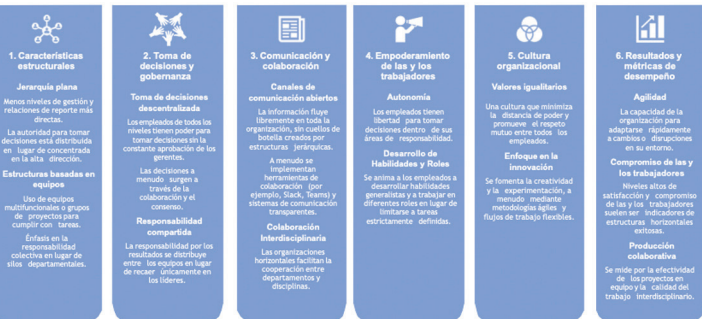 1. Características
estructurales
Jerarquía plana
Menos niveles de gestión y
relaciones de reporte más
directas.
La autoridad para tomar
decisiones está distribuida
en lugar de concentrada
en la alta dirección.
Estructuras basadas en
equipos
Uso de equipos
multifuncionales o grupos
de proyectos para
cumplir con tareas.
Énfasis en la
responsabilidad
colectiva en lugar de
silos departamentales.
2. Toma de
decisiones y
gobernanza
Toma de decisiones
descentralizada
Los empleados de todos los
niveles tienen poder para
tomar decisiones sin la
constante aprobación de los
gerentes.
Las decisiones a
menudo surgen a
través de la
colaboración y el
consenso.
Responsabilidad
compartida
La responsabilidad por los
resultados se distribuye
entre los equipos en lugar
de recaer únicamente en
los líderes.
3. Comunicación y
colaboración
Canales de
comunicación abiertos
La información fluye
libremente en toda la
organización, sin cuellos de
botella creados por
estructuras jerárquicas.
A menudo se
implementan
herramientas de
colaboración (por
ejemplo, Slack, Teams) y
sistemas de comunicación
transparentes.
Colaboración
Interdisciplinaria
Las organizaciones
horizontales facilitan la
cooperación entre
departamentos y
disciplinas.
4. Empoderamiento
de las y los
trabajadores
Autonomía
Los empleados tienen
libertad para tomar
decisiones dentro de sus
áreas de responsabilidad.
Desarrollo de
Habilidades y Roles
Se anima a los empleados a
desarrollar habilidades
generalistas y a trabajar en
diferentes roles en lugar de
limitarse a tareas
estrictamente definidas.
5. Cultura
organizacional
Valores igualitarios
Una cultura que minimiza
la distancia de poder y
promueve el respeto
mutuo entre todos los
empleados.
Enfoque en la
innovación
Se fomenta la creatividad
y la experimentación, a
menudo mediante
metodologías ágiles y
flujos de trabajo flexibles.
6. Resultados y
métricas de
desempeño
Agilidad
La capacidad de la
organización para
adaptarse rápidamente
a cambios o disrupciones
en su entorno.
Compromiso de las y
los trabajadores
Niveles altos de
satisfacción y compromiso
de las y los trabajadores
suelen ser indicadores de
estructuras horizontales
exitosas.
Producción
colaborativa
Se mide por la efectividad
de los proyectos en
equipo y la calidad del
trabajo interdisciplinario.